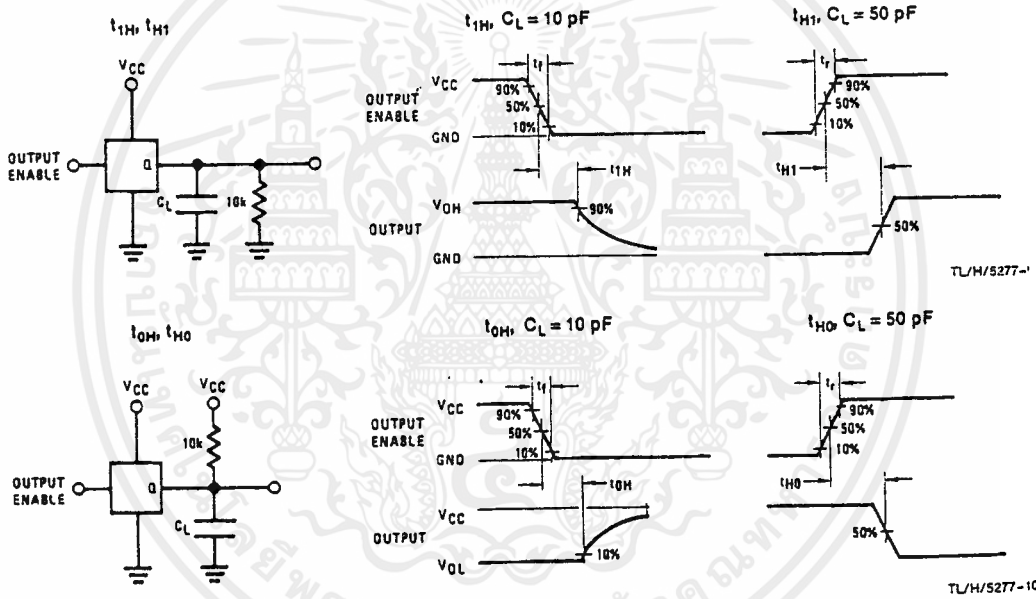 t1H, tH1
VCC
OUTPUT
ENABLE
Q
CL
10k
t1H, CL = 10 pF
tf
VCC
90%
OUTPUT
ENABLE
50%
10%
GND
t1H
VOH
90%
OUTPUT
GND
tH1, CL = 50 pF
tr
90%
50%
10%
tH1
50%
TL/H/5277-
t0H, tH0
VCC
VCC
10k
OUTPUT
ENABLE
Q
CL
t0H, CL = 10 pF
tf
VCC
90%
OUTPUT
ENABLE
50%
10%
GND
t0H
VCC
OUTPUT
10%
VOL
tH0, CL = 50 pF
tr
90%
50%
10%
tH0
50%
TL/H/5277-10